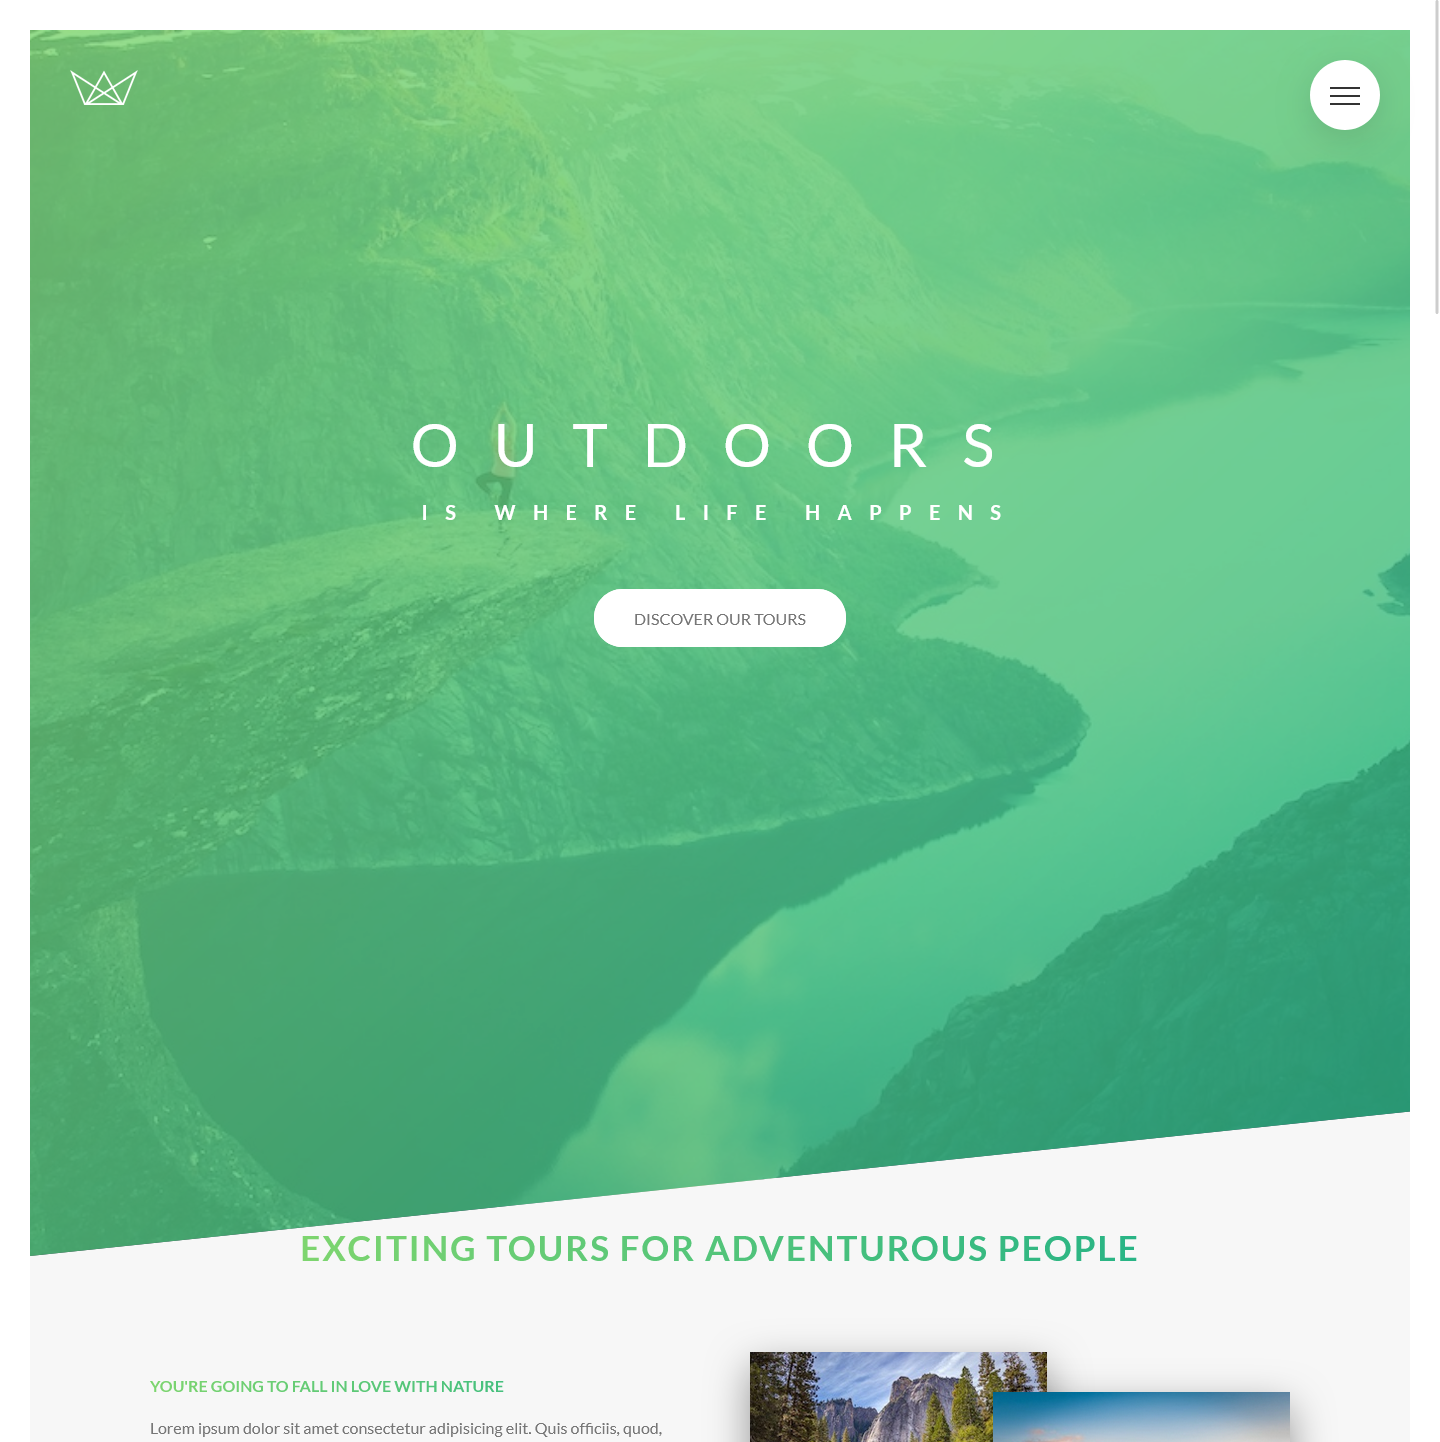 OUTDOORS
IS WHERE LIFE HAPPENS
DISCOVER OUR TOURS
EXCITING TOURS FOR ADVENTUROUS PEOPLE
YOU'RE GOING TO FALL IN LOVE WITH NATURE
Lorem ipsum dolor sit amet consectetur adipisicing elit. Quis officiis, quod,